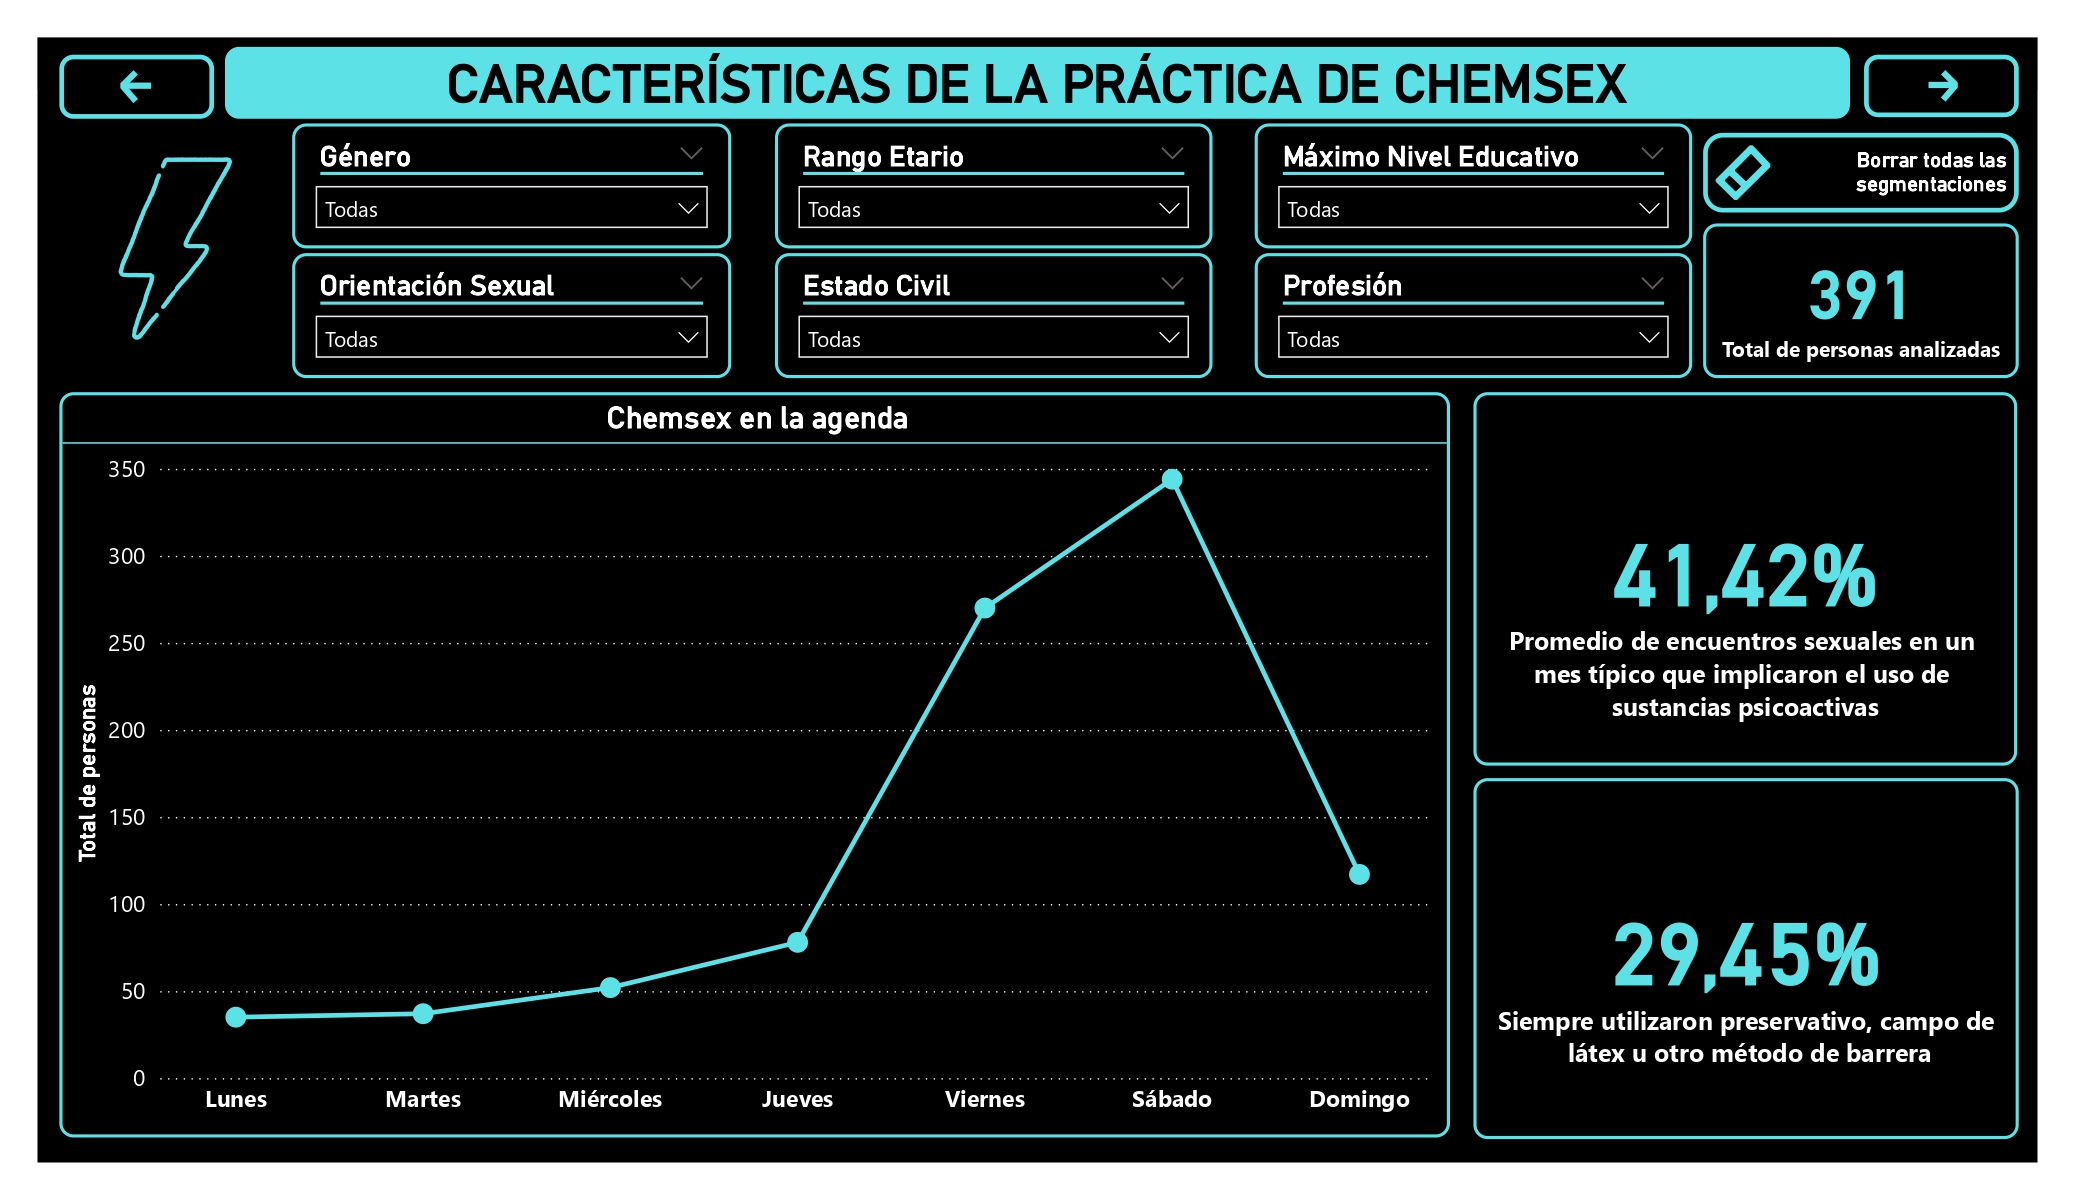 CARACTERÍSTICAS DE LA PRÁCTICA DE CHEMSEX
Género
Todas
Rango Etario
Todas
Máximo Nivel Educativo
Todas
Borrar todas las
segmentaciones
Orientación Sexual
Todas
Estado Civil
Todas
Profesión
Todas
391
Total de personas analizadas
Chemsex en la agenda
Total de personas
350
300
250
200
150
100
50
0
Lunes
Martes
Miércoles
Jueves
Viernes
Sábado
Domingo
41,42%
Promedio de encuentros sexuales en un
mes típico que implicaron el uso de
sustancias psicoactivas
29,45%
Siempre utilizaron preservativo, campo de
látex u otro método de barrera